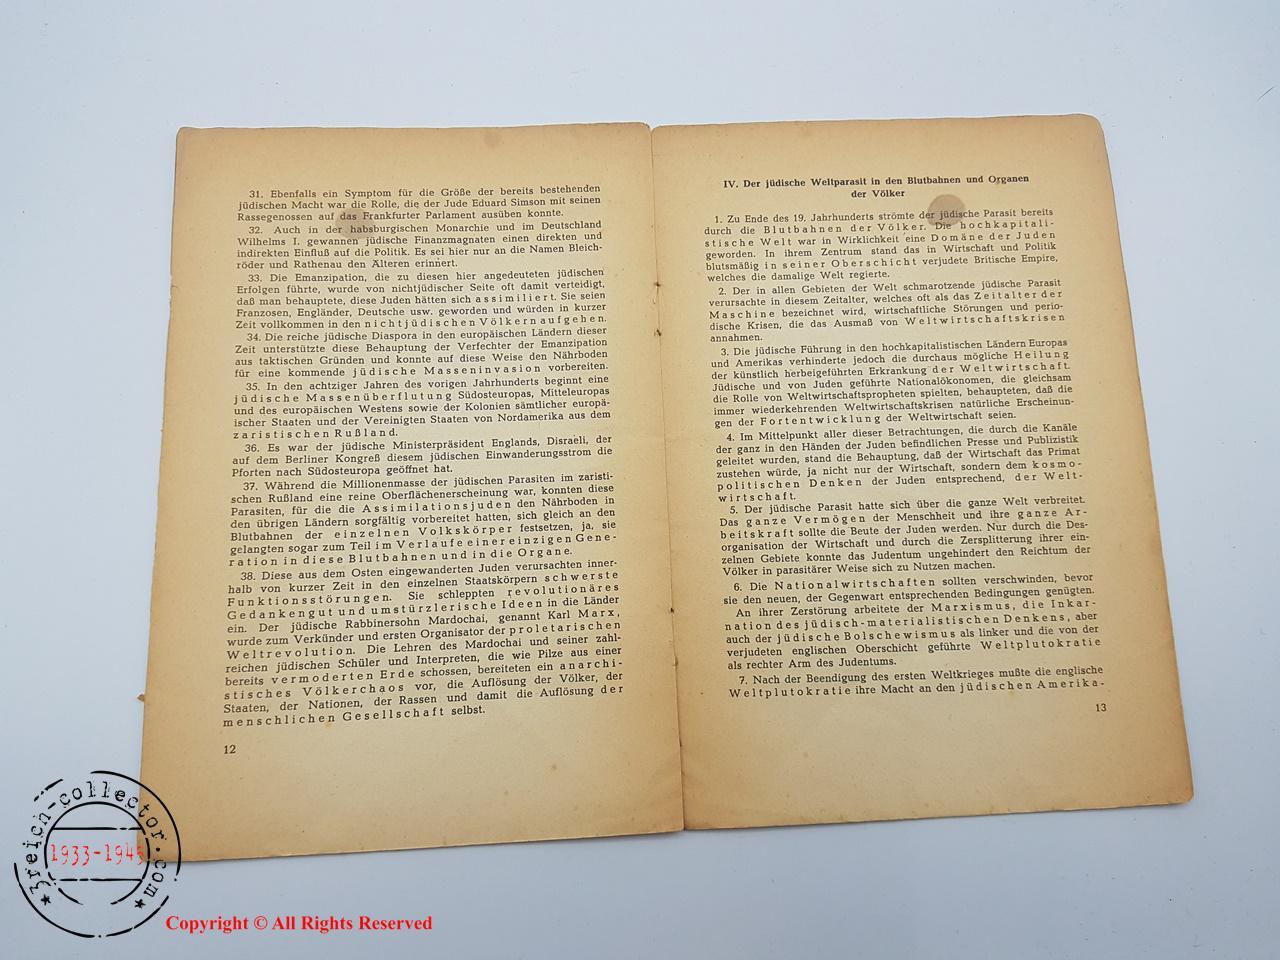 31. Ebenfalls ein Symptom für die Größe der bereits bestehenden
jüdischen Macht war die Rolle, die der Jude Eduard Simson mit seinen
Rassegenossen auf das Frankfurter Parlament ausüben konnte.
32. Auch in der habsburgischen Monarchie und im Deutschland
Wilhelms I. gewannen jüdische Finanzmagnaten einen direkten und
indirekten Einfluß auf die Politik. Es sei hier nur an die Namen Bleich-
röder und Rathenau den Älteren erinnert.
33. Die Emanzipation, die zu diesen hier angedeuteten jüdischen
Erfolgen führte, wurde von nichtjüdischer Seite oft damit verteidigt,
daß man behauptete, diese Juden hätten sich assimiliert. Sie seien
Franzosen, Engländer, Deutsche usw. geworden und würden in kurzer
Zeit vollkommen in den nichtjüdischen Völkern aufgehen.
34. Die reiche jüdische Diaspora in den europäischen Ländern dieser
Zeit unterstützte diese Behauptung der Verfechter der Emanzipation
aus taktischen Gründen und konnte auf diese Weise den Nährboden
für eine kommende jüdische Masseninvasion vorbereiten.
35. In den achtziger Jahren des vorigen Jahrhunderts beginnt eine
jüdische Massenüberflutung Südosteuropas, Mitteleuropas
und des europäischen Westens sowie der Kolonien sämtlicher europä-
ischer Staaten und der Vereinigten Staaten von Nordamerika aus dem
zaristischen Rußland.
36. Es war der jüdische Ministerpräsident Englands, Disraeli, der
auf dem Berliner Kongreß diesem jüdischen Einwanderungsstrom die
Pforten nach Südosteuropa geöffnet hat.
37. Während die Millionenmasse der jüdischen Parasiten im zaristi-
schen Rußland eine reine Oberflächenerscheinung war, konnten diese
Parasiten, für die die Assimilationsjuden den Nährboden in
den übrigen Ländern sorgfältig vorbereitet hatten, sich gleich an den
Blutbahnen der einzelnen Volkskörper festsetzen, ja, sie
gelangten sogar zum Teil im Verlaufe einer einzigen Gene-
ration in diese Blutbahnen und in die Organe.
38. Diese aus dem Osten eingewanderten Juden verursachten inner-
halb von kurzer Zeit in den einzelnen Staatskörpern schwerste
Funktionsstörungen. Sie schleppten revolutionäres
Gedankengut und umstürzlerische Ideen in die Länder
ein. Der jüdische Rabbinersohn Mardochai, genannt Karl Marx,
wurde zum Verkünder und ersten Organisator der proletarischen
Weltrevolution. Die Lehren des Mardochai und seiner zahl-
reichen jüdischen Schüler und Interpreten, die wie Pilze aus einer
bereits vermoderten Erde schossen, bereiteten ein anarchi-
stisches Völkerchaos vor, die Auflösung der Völker, der
Staaten, der Nationen, der Rassen und damit die Auflösung der
menschlichen Gesellschaft selbst.
12
IV. Der jüdische Weltparasit in den Blutbahnen und Organen
der Völker
1. Zu Ende des 19. Jahrhunderts strömte der jüdische Parasit bereits
durch die Blutbahnen der Völker. Die hochkapitali-
stische Welt war in Wirklichkeit eine Domäne der Juden
geworden. In ihrem Zentrum stand das in Wirtschaft und Politik
blutsmäßig in seiner Oberschicht verjudete Britische Empire,
welches die damalige Welt regierte.
2. Der in allen Gebieten der Welt schmarotzende jüdische Parasit
verursachte in diesem Zeitalter, welches oft als das Zeitalter der
Maschine bezeichnet wird, wirtschaftliche Störungen und perio-
dische Krisen, die das Ausmaß von Weltwirtschaftskrisen
annahmen.
3. Die jüdische Führung in den hochkapitalistischen Ländern Europas
und Amerikas verhinderte jedoch die durchaus mögliche Heilung
der künstlich herbeigeführten Erkrankung der Weltwirtschaft.
Jüdische und von Juden geführte Nationalökonomen, die gleichsam
die Rolle von Weltwirtschaftspropheten spielten, behaupteten, daß die
immer wiederkehrenden Weltwirtschaftskrisen natürliche Erscheinun-
gen der Fortentwicklung der Weltwirtschaft seien.
4. Im Mittelpunkt aller dieser Betrachtungen, die durch die Kanäle
der ganz in den Händen der Juden befindlichen Presse und Publizistik
geleitet wurden, stand die Behauptung, daß der Wirtschaft das Primat
zustehen würde, ja nicht nur der Wirtschaft, sondern dem kosmo-
politischen Denken der Juden entsprechend, der Welt-
wirtschaft.
5. Der jüdische Parasit hatte sich über die ganze Welt verbreitet.
Das ganze Vermögen der Menschheit und ihre ganze Ar-
beitskraft sollte die Beute der Juden werden. Nur durch die Des-
organisation der Wirtschaft und durch die Zersplitterung ihrer ein-
zelnen Gebiete konnte das Judentum ungehindert den Reichtum der
Völker in parasitärer Weise sich zu Nutzen machen.
6. Die Nationalwirtschaften sollten verschwinden, bevor
sie den neuen, der Gegenwart entsprechenden Bedingungen genügten.
An ihrer Zerstörung arbeitete der Marxismus, die Inkar-
nation des jüdisch-materialistischen Denkens, aber
auch der jüdische Bolschewismus als linker und die von der
verjudeten englischen Oberschicht geführte Weltplutokratie
als rechter Arm des Judentums.
7. Nach der Beendigung des ersten Weltkrieges mußte die englische
Weltplutokratie ihre Macht an den jüdischen Amerika-
13
3reich-collector.com
1933-1945
Copyright © All Rights Reserved